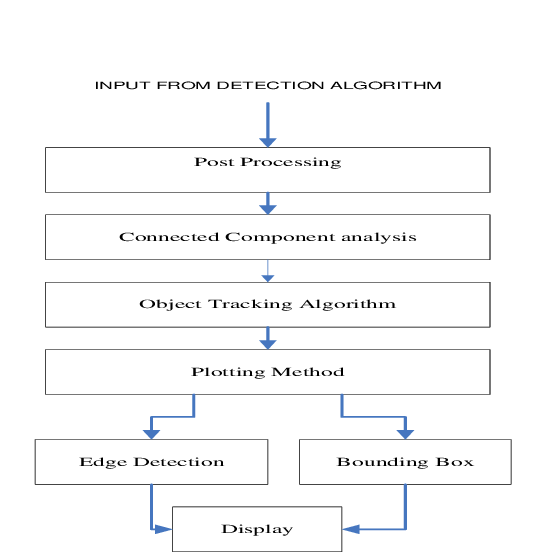 INPUT FROM DETECTION ALGORITHM
Post Processing
Connected Component analysis
Object Tracking Algorithm
Plotting Method
Edge Detection
Bounding Box
Display